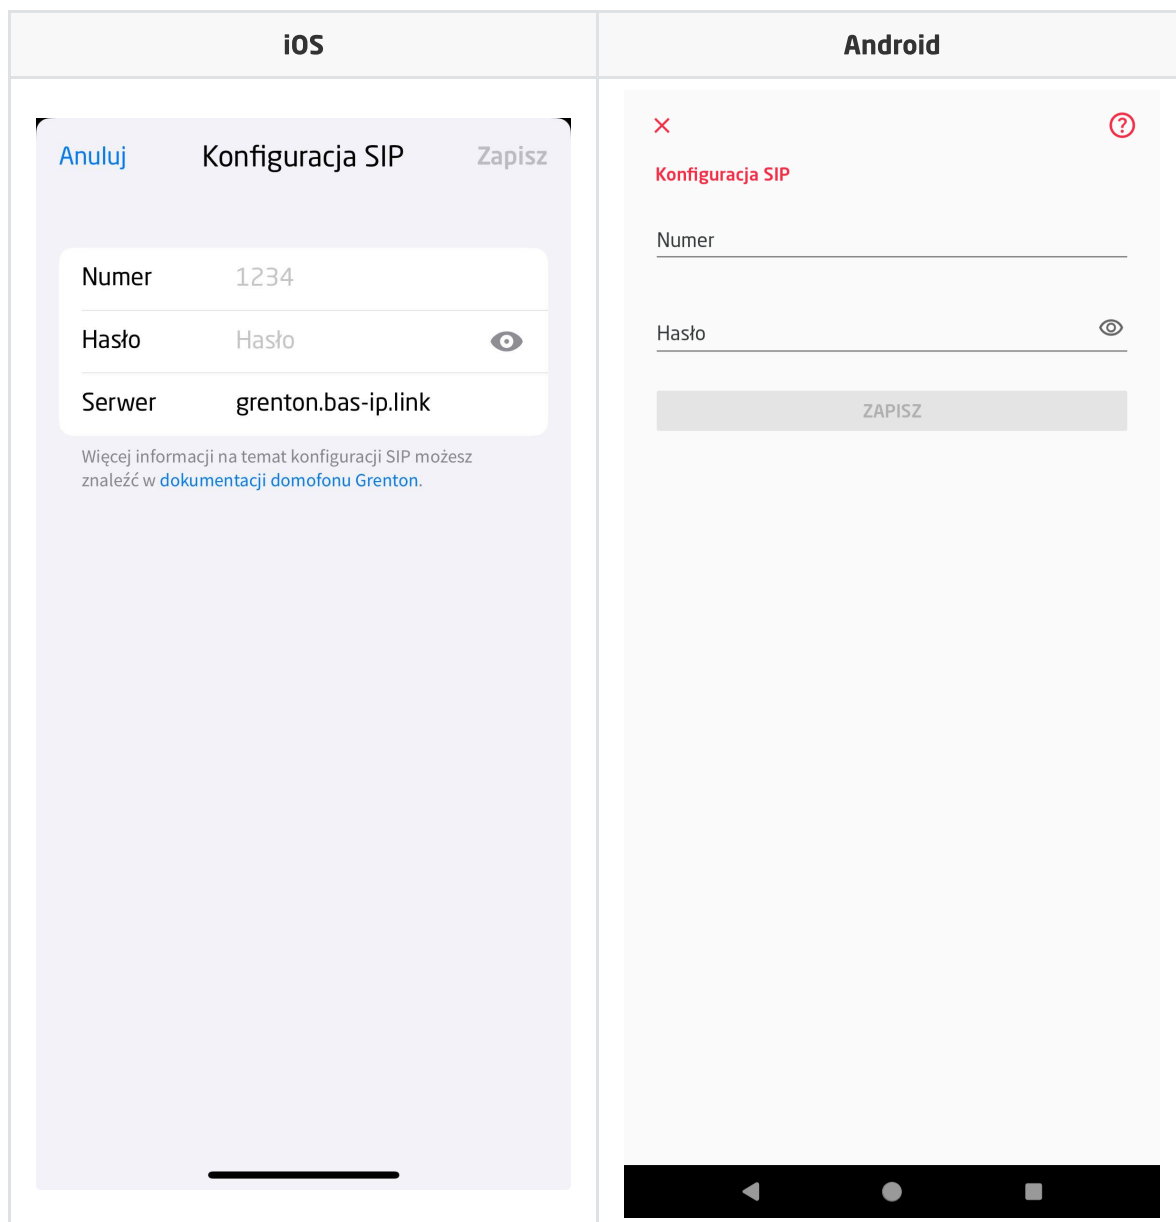 iOS
Android
Anuluj Konfiguracja SIP Zapisz
Numer 1234
Hasło Hasło
Serwer grenton.bas-ip.link
Więcej informacji na temat konfiguracji SIP możesz
znaleźć w dokumentacji domofonu Grenton.
Konfiguracja SIP
Numer
Hasło
ZAPISZ